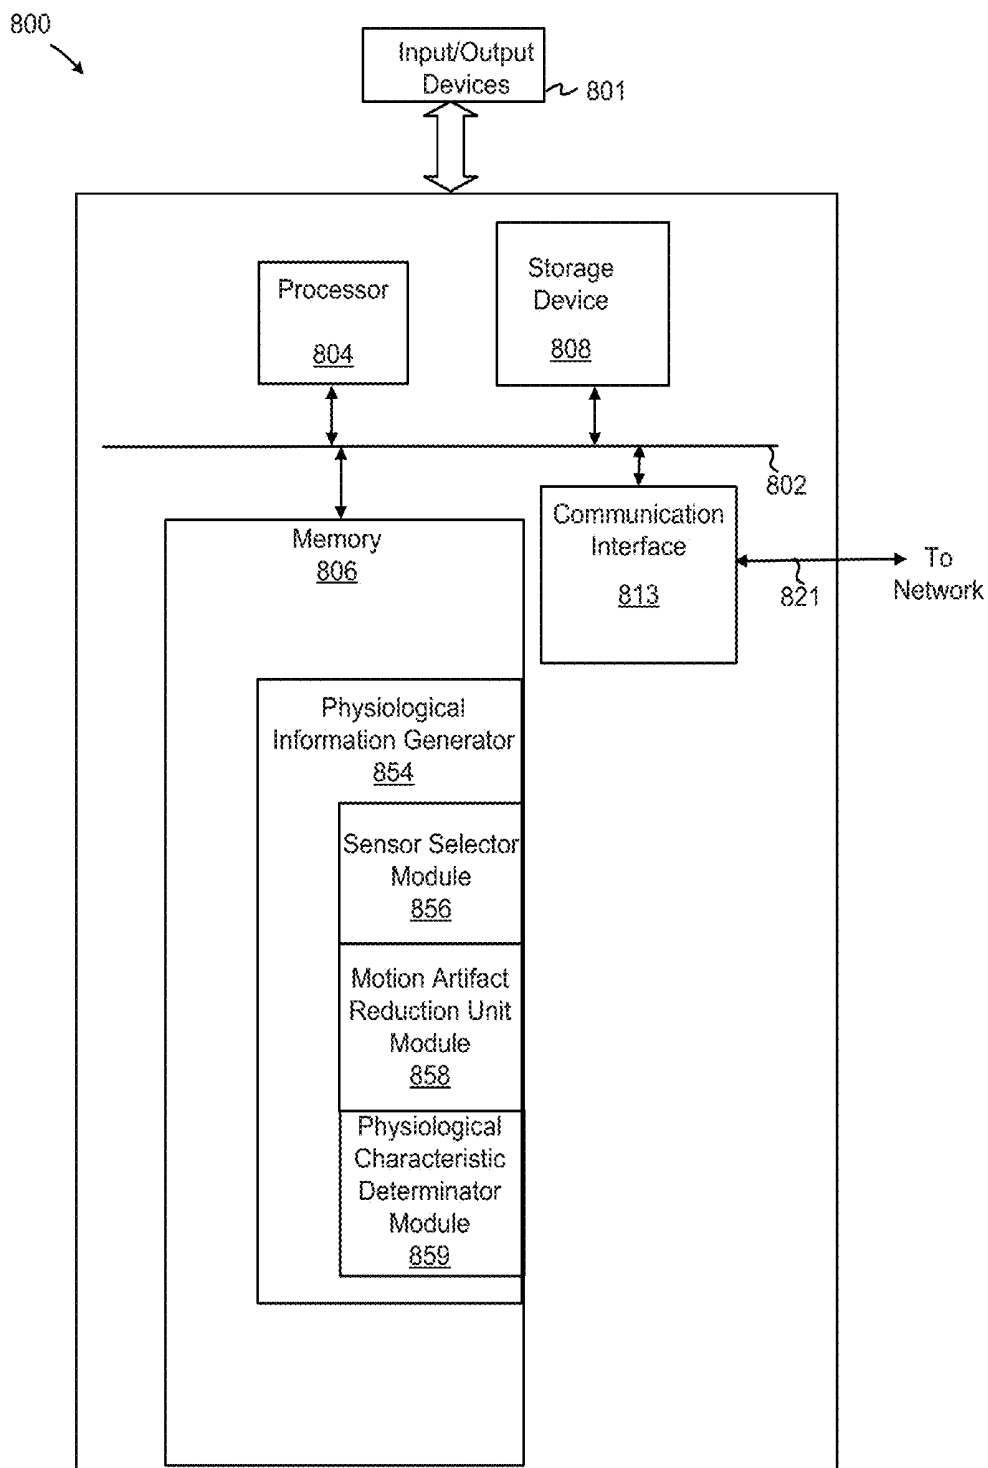 800
Input/Output
Devices
801
Processor
804
Storage
Device
808
802
Memory
806
Communication
Interface
813
821
To
Network
Physiological
Information Generator
854
Sensor Selector
Module
856
Motion Artifact
Reduction Unit
Module
858
Physiological
Characteristic
Determinator
Module
859